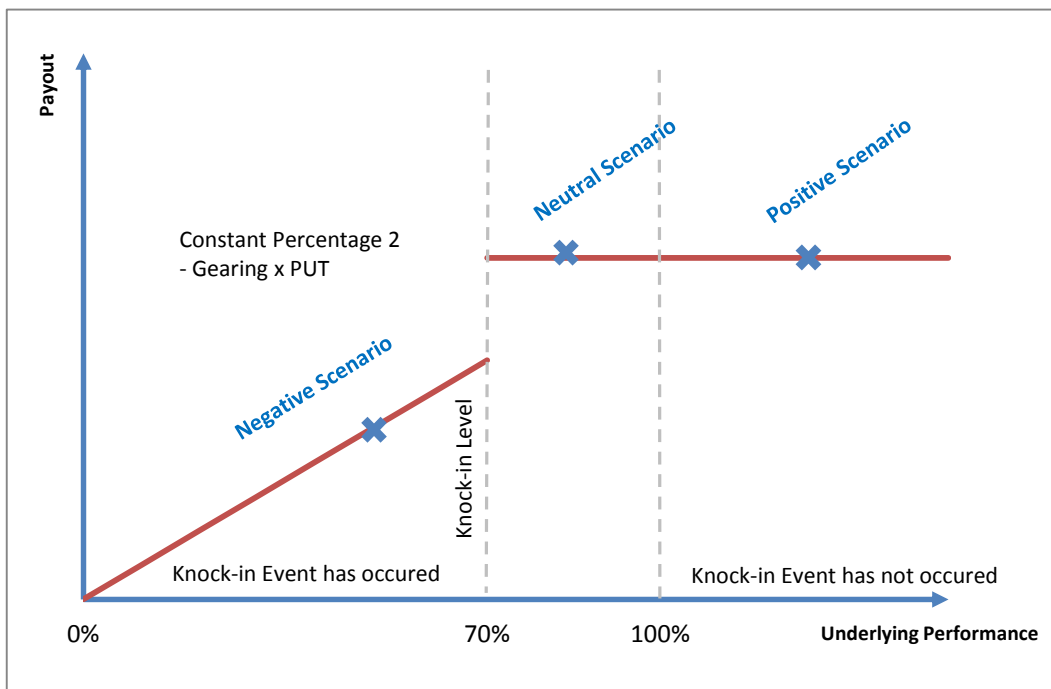 Payout
Neutral Scenario
Positive Scenario
Constant Percentage 2
- Gearing x PUT
Negative Scenario
Knock-in Level
Knock-in Event has occured
Knock-in Event has not occured
0%
70%
100%
Underlying Performance